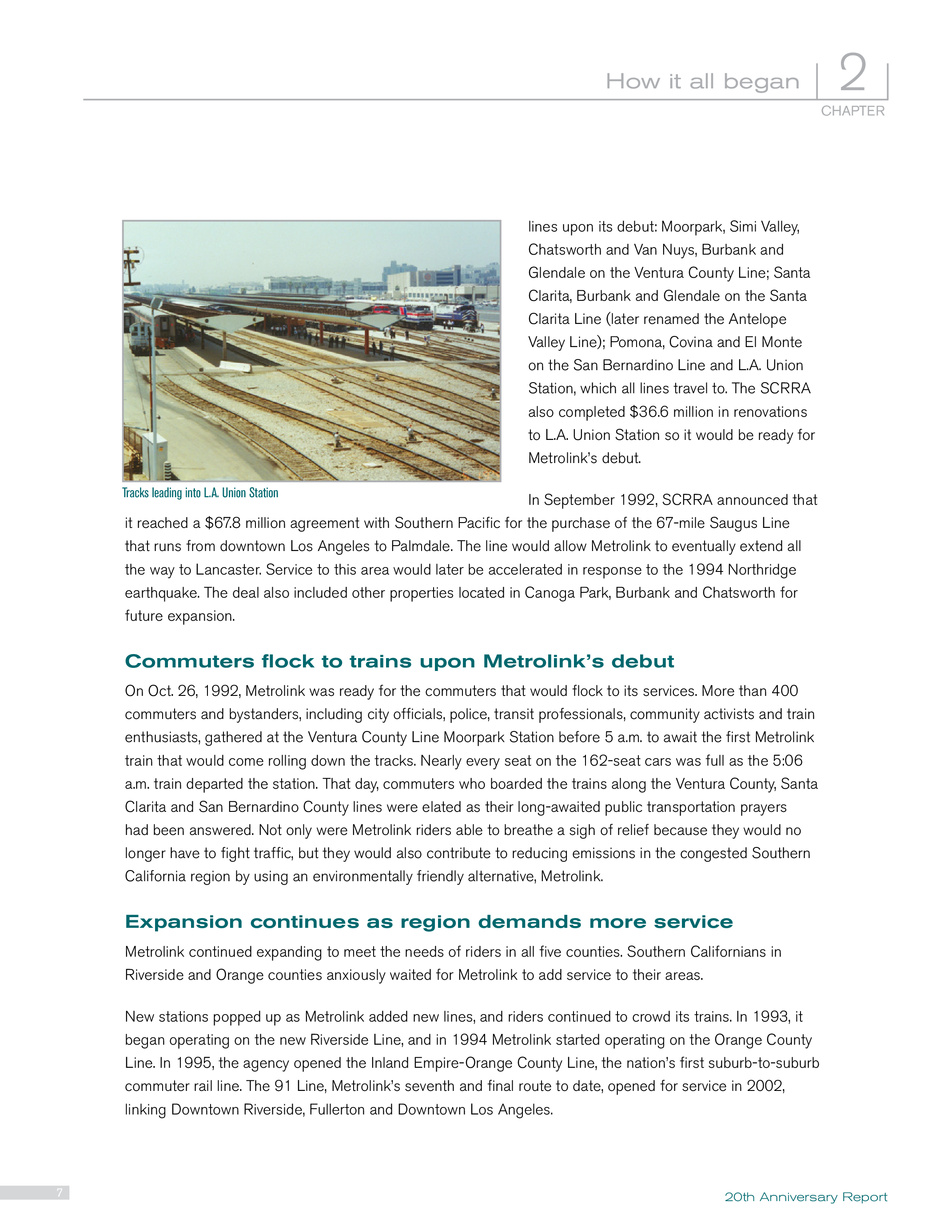 How it all began
2
CHAPTER
lines upon its debut: Moorpark, Simi Valley,
Chatsworth and Van Nuys, Burbank and
Glendale on the Ventura County Line; Santa
Clarita, Burbank and Glendale on the Santa
Clarita Line (later renamed the Antelope
Valley Line); Pomona, Covina and El Monte
on the San Bernardino Line and L.A. Union
Station, which all lines travel to. The SCRRA
also completed $36.6 million in renovations
to L.A. Union Station so it would be ready for
Metrolink's debut.
Tracks leading into L.A. Union Station
In September 1992, SCRRA announced that
it reached a $67.8 million agreement with Southern Pacific for the purchase of the 67-mile Saugus Line
that runs from downtown Los Angeles to Palmdale. The line would allow Metrolink to eventually extend all
the way to Lancaster. Service to this area would later be accelerated in response to the 1994 Northridge
earthquake. The deal also included other properties located in Canoga Park, Burbank and Chatsworth for
future expansion.
Commuters flock to trains upon Metrolink's debut
On Oct. 26, 1992, Metrolink was ready for the commuters that would flock to its services. More than 400
commuters and bystanders, including city officials, police, transit professionals, community activists and train
enthusiasts, gathered at the Ventura County Line Moorpark Station before 5 a.m. to await the first Metrolink
train that would come rolling down the tracks. Nearly every seat on the 162-seat cars was full as the 5:06
a.m. train departed the station. That day, commuters who boarded the trains along the Ventura County, Santa
Clarita and San Bernardino County lines were elated as their long-awaited public transportation prayers
had been answered. Not only were Metrolink riders able to breathe a sigh of relief because they would no
longer have to fight traffic, but they would also contribute to reducing emissions in the congested Southern
California region by using an environmentally friendly alternative, Metrolink.
Expansion continues as region demands more service
Metrolink continued expanding to meet the needs of riders in all five counties. Southern Californians in
Riverside and Orange counties anxiously waited for Metrolink to add service to their areas.
New stations popped up as Metrolink added new lines, and riders continued to crowd its trains. In 1993, it
began operating on the new Riverside Line, and in 1994 Metrolink started operating on the Orange County
Line. In 1995, the agency opened the Inland Empire-Orange County Line, the nation's first suburb-to-suburb
commuter rail line. The 91 Line, Metrolink's seventh and final route to date, opened for service in 2002,
linking Downtown Riverside, Fullerton and Downtown Los Angeles.
7
20th Anniversary Report